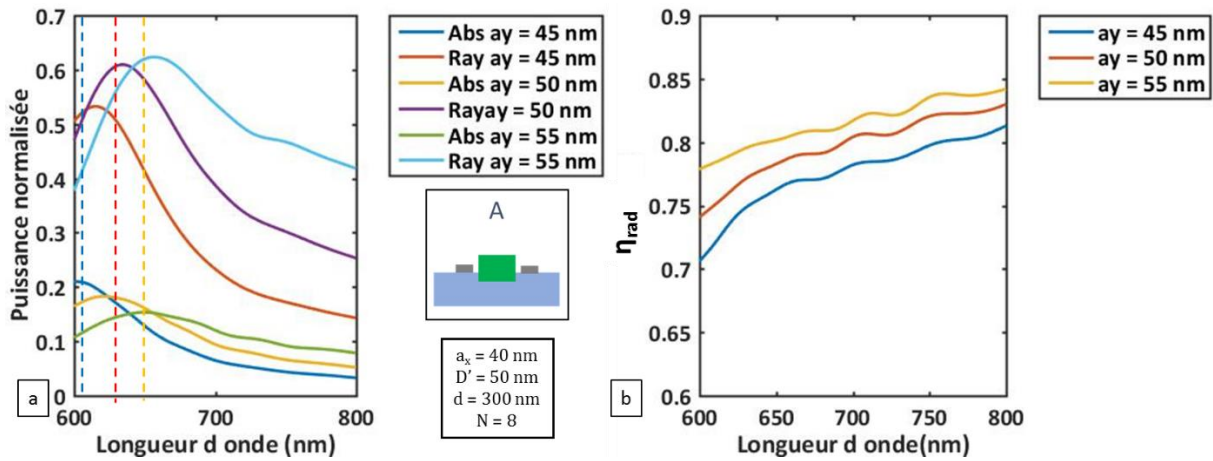 0.7
0.6
0.5
0.4
0.3
0.2
0.1
0
Puissance normalisée
600
700
800
Longueur d onde (nm)
a
Abs ay = 45 nm
Ray ay = 45 nm
Abs ay = 50 nm
Rayay = 50 nm
Abs ay = 55 nm
Ray ay = 55 nm
A
aₓ = 40 nm
D' = 50 nm
d = 300 nm
N = 8
0.9
0.85
0.8
0.75
0.7
0.65
0.6
ηrad
600
650
700
750
800
Longueur d onde(nm)
b
ay = 45 nm
ay = 50 nm
ay = 55 nm